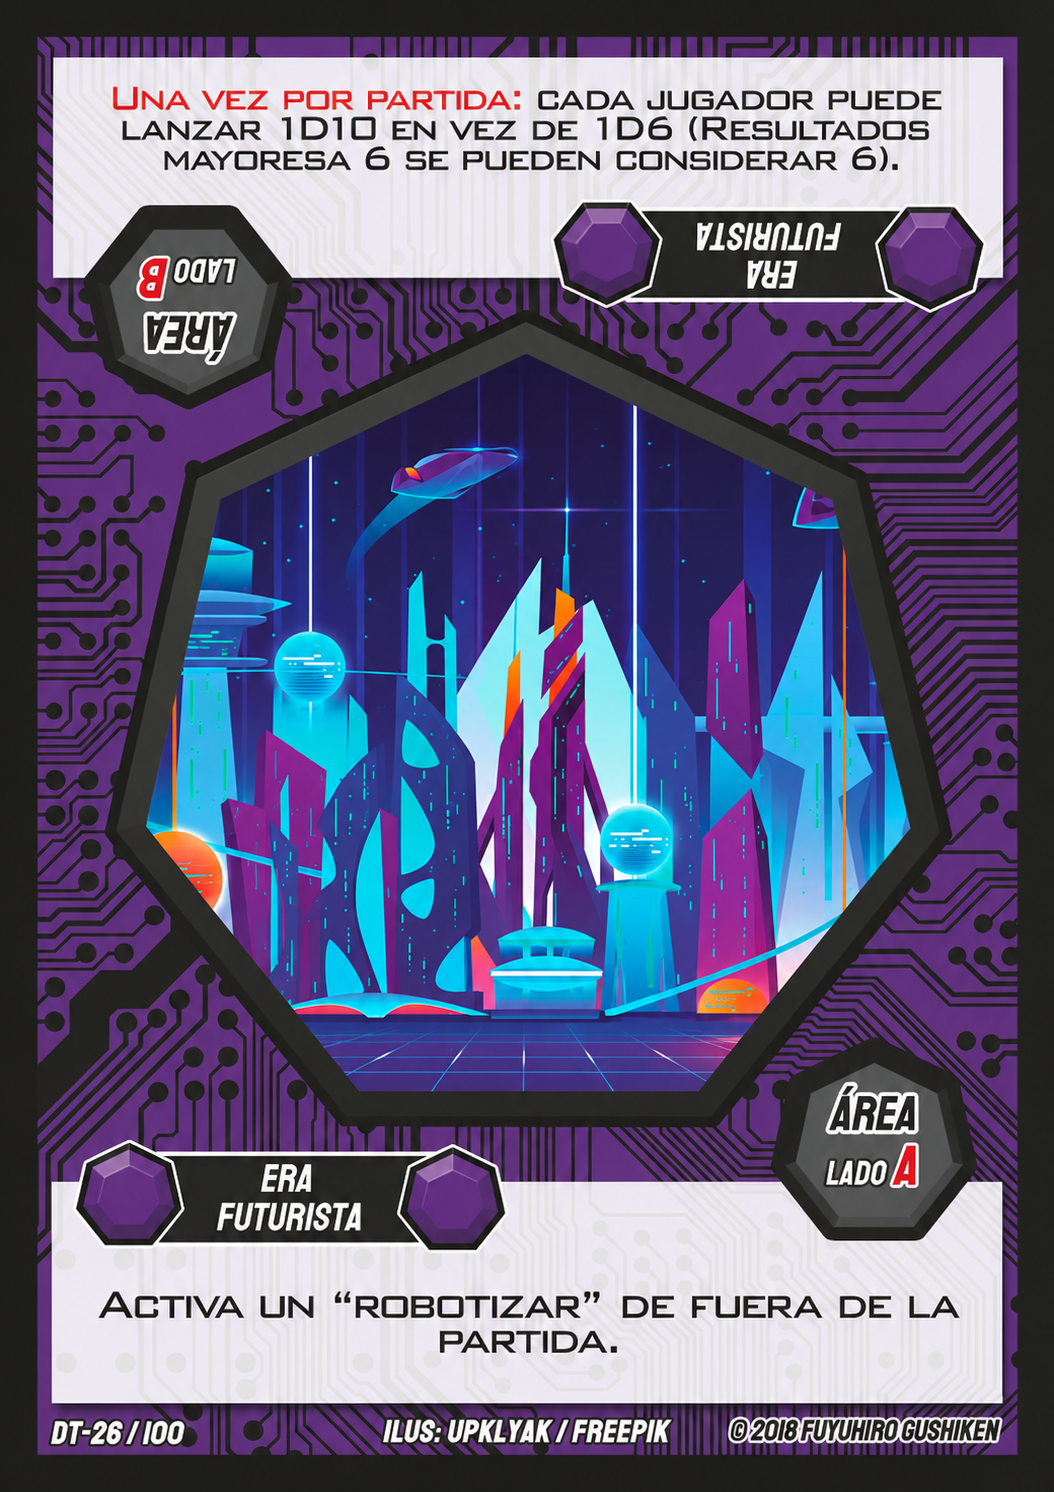 Una vez por partida: cada jugador puede
lanzar 1D10 en vez de 1D6 (Resultados
mayoresa 6 se pueden considerar 6).
ERA
FUTURISTA
ÁREA
LADO B
ÁREA
LADO A
ERA
FUTURISTA
Activa un “robotizar” de fuera de la
partida.
DT-26 / 100
ILUS: UPKLYAK / FREEPIK
© 2018 FUYUHIRO GUSHIKEN